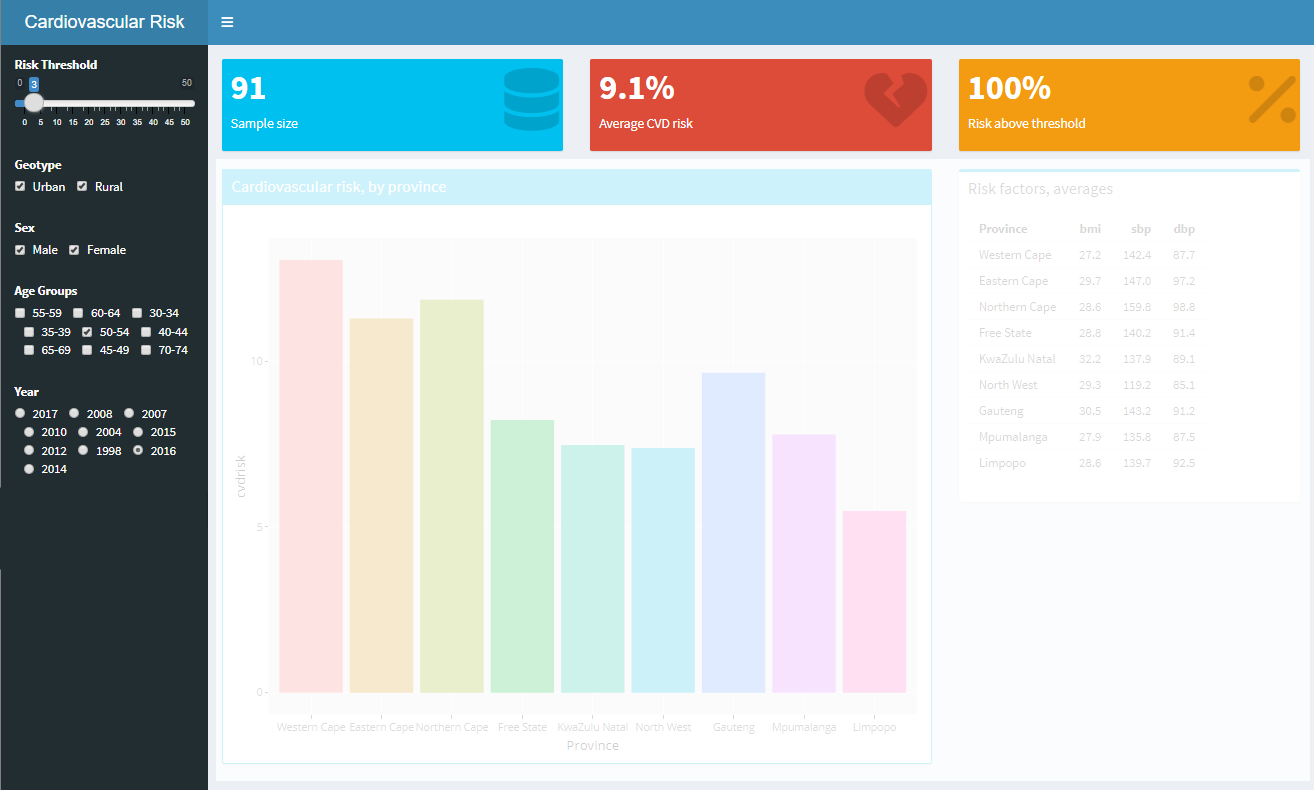 Cardiovascular Risk
Risk Threshold
0 3 50
0 5 10 15 20 25 30 35 40 45 50
Geotype
Urban Rural
Sex
Male Female
Age Groups
55-59 60-64 30-34
35-39 50-54 40-44
65-69 45-49 70-74
Year
2017 2008 2007
2010 2004 2015
2012 1998 2016
2014
91
Sample size
9.1%
Average CVD risk
100%
Risk above threshold
Cardiovascular risk, by province
cvdrisk
10
5
0
Western Cape Eastern Cape Northern Cape Free State KwaZulu Natal North West Gauteng Mpumalanga Limpopo
Province
Risk factors, averages
Province bmi sbp dbp
Western Cape 27.2 142.4 87.7
Eastern Cape 29.7 147.0 97.2
Northern Cape 28.6 159.8 98.8
Free State 28.8 140.2 91.4
KwaZulu Natal 32.2 137.9 89.1
North West 29.3 119.2 85.1
Gauteng 30.5 143.2 91.2
Mpumalanga 27.9 135.8 87.5
Limpopo 28.6 139.7 92.5